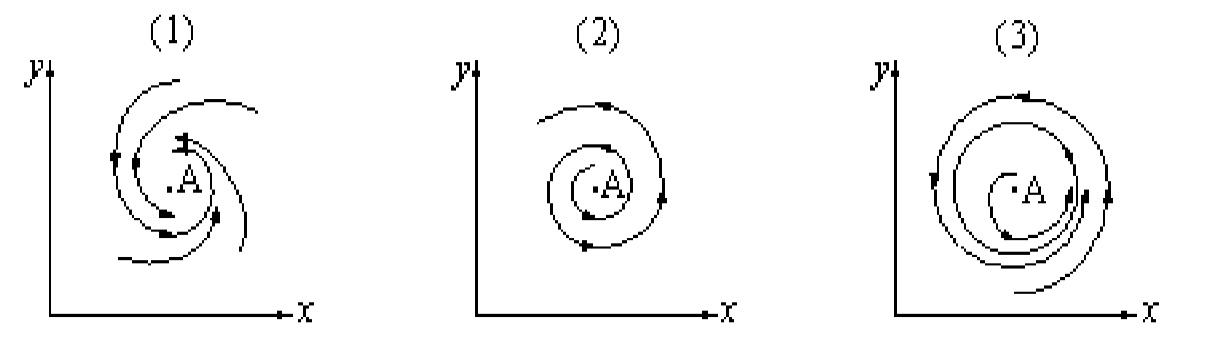 (1) (2) (3)
y y y
A A A
x x x